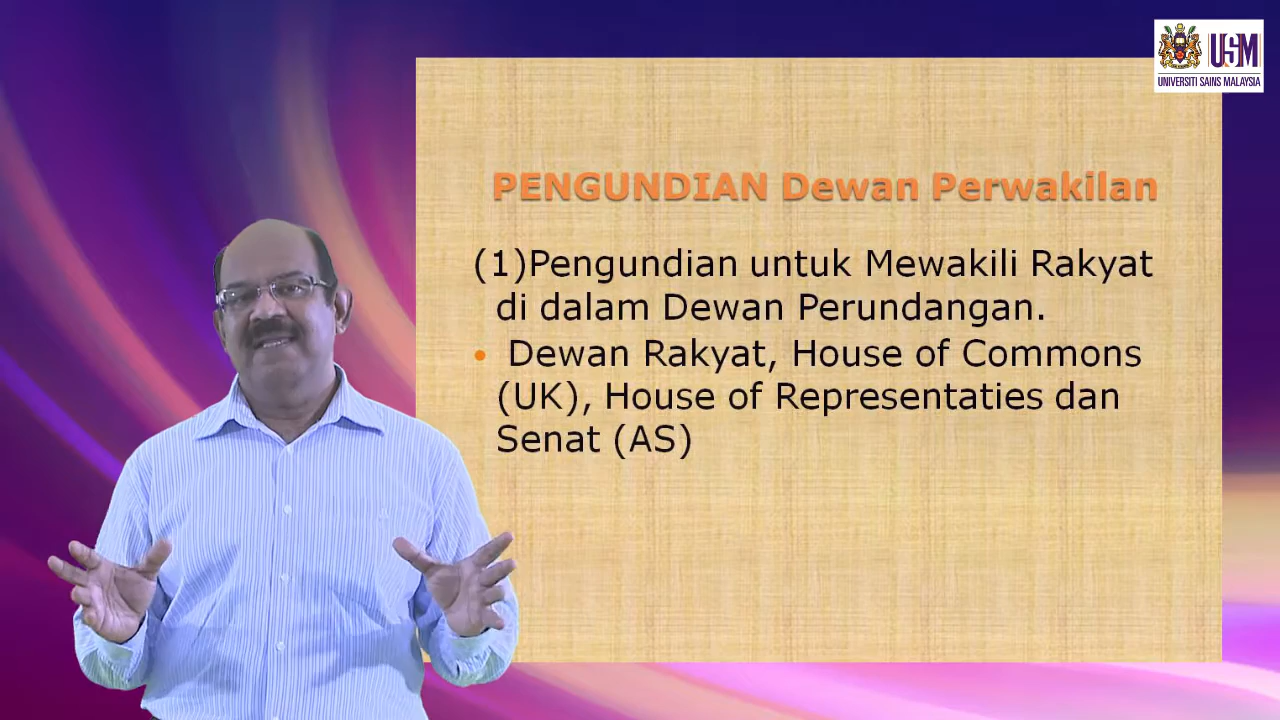 USM
UNIVERSITI SAINS MALAYSIA
PENGUNDIAN Dewan Perwakilan
(1)Pengundian untuk Mewakili Rakyat
di dalam Dewan Perundangan.
• Dewan Rakyat, House of Commons
(UK), House of Representaties dan
Senat (AS)